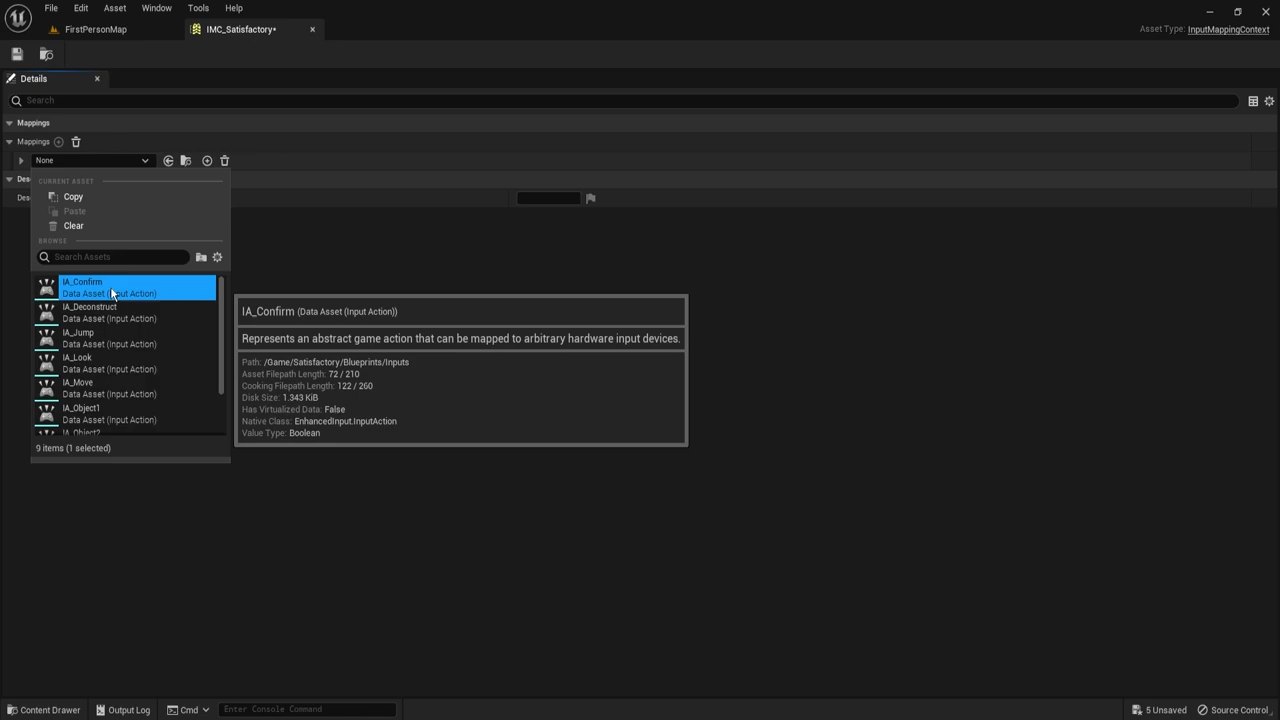 File Edit Asset Window Tools Help
FirstPersonMap IMC_Satisfactory* Asset Type: InputMappingContext
Details
Search
Mappings
Mappings
None
CURRENT ASSET
Copy
Paste
Clear
BROWSE
Search Assets
IA_Confirm
Data Asset (Input Action)
IA_Deconstruct
Data Asset (Input Action)
IA_Jump
Data Asset (Input Action)
IA_Look
Data Asset (Input Action)
IA_Move
Data Asset (Input Action)
IA_Object1
Data Asset (Input Action)
IA_Object2
9 items (1 selected)
IA_Confirm (Data Asset (Input Action))
Represents an abstract game action that can be mapped to arbitrary hardware input devices.
Path: /Game/Satisfactory/Blueprints/Inputs
Asset Filepath Length: 72 / 210
Cooking Filepath Length: 122 / 260
Disk Size: 1.343 KiB
Has Virtualized Data: False
Native Class: EnhancedInput.InputAction
Value Type: Boolean
Content Drawer Output Log Cmd Enter Console Command 5 Unsaved Source Control